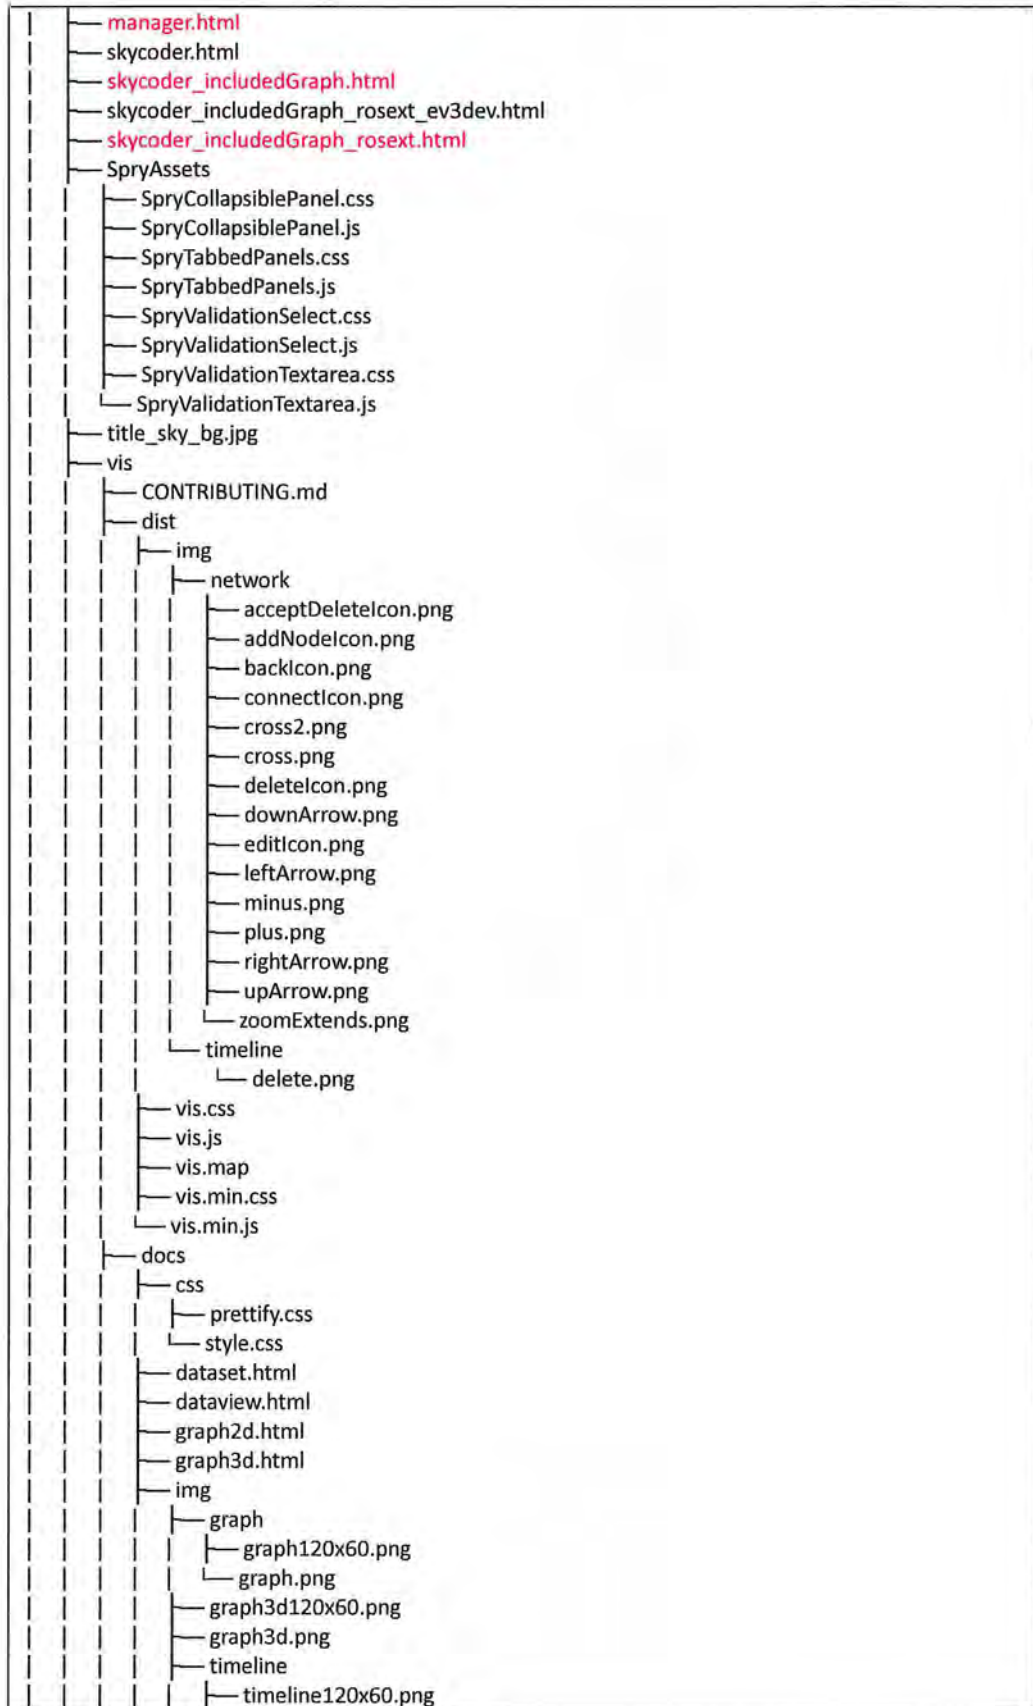 manager.html
skycoder.html
skycoder_includedGraph.html
skycoder_includedGraph_rosext_ev3dev.html
skycoder_includedGraph_rosext.html
SpryAssets
SpryCollapsiblePanel.css
SpryCollapsiblePanel.js
SpryTabbedPanels.css
SpryTabbedPanels.js
SpryValidationSelect.css
SpryValidationSelect.js
SpryValidationTextarea.css
SpryValidationTextarea.js
title_sky_bg.jpg
vis
CONTRIBUTING.md
dist
img
network
acceptDeleteIcon.png
addNodeIcon.png
backIcon.png
connectIcon.png
cross2.png
cross.png
deleteIcon.png
downArrow.png
editIcon.png
leftArrow.png
minus.png
plus.png
rightArrow.png
upArrow.png
zoomExtends.png
timeline
delete.png
vis.css
vis.js
vis.map
vis.min.css
vis.min.js
docs
css
prettify.css
style.css
dataset.html
dataview.html
graph2d.html
graph3d.html
img
graph
graph120x60.png
graph.png
graph3d120x60.png
graph3d.png
timeline
timeline120x60.png